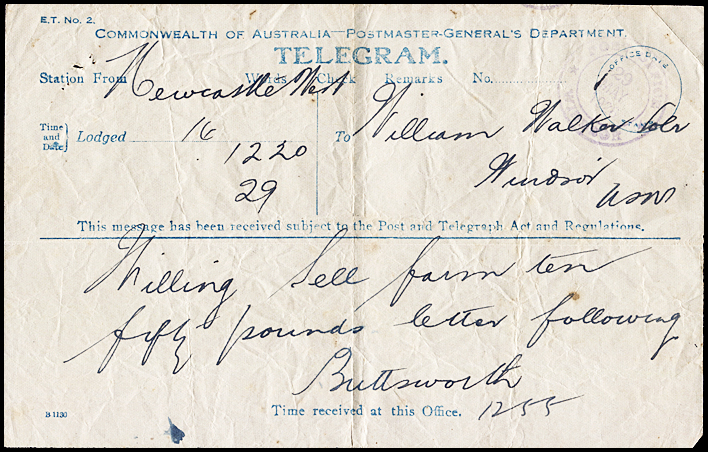 E.T. No. 2.
COMMONWEALTH OF AUSTRALIA—POSTMASTER-GENERAL'S DEPARTMENT.
TELEGRAM.
Station From Words Check Remarks No.
Newcastle West
Time and Date} Lodged 16 To William Walker Solr
1220
Windsor NSW
29
This message has been received subject to the Post and Telegraph Act and Regulations.
Willing Sell farm ten
fifty pounds letter following
Buttsworth
B 1130 Time received at this Office. 1255
OFFICE DATE